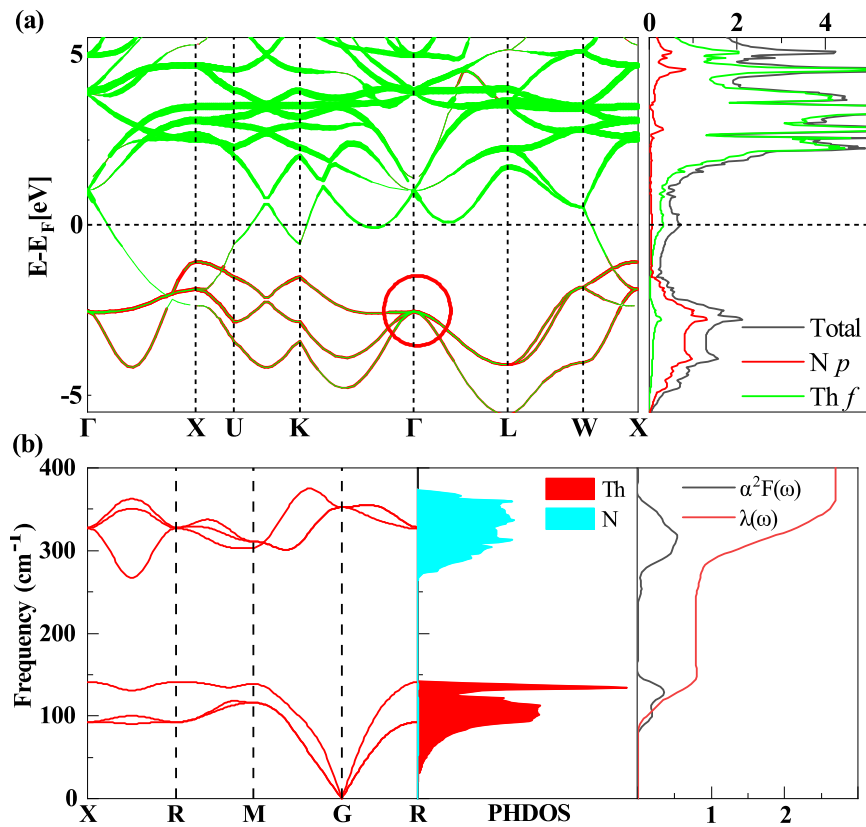 (a)
0 2 4
5
0
-5
E-E_F[eV]
Total
N p
Th f
Γ X U K Γ L W X
(b)
400
300
200
100
0
Frequency (cm⁻¹)
Th
N
α²F(ω)
λ(ω)
X R M G R PHDOS 1 2